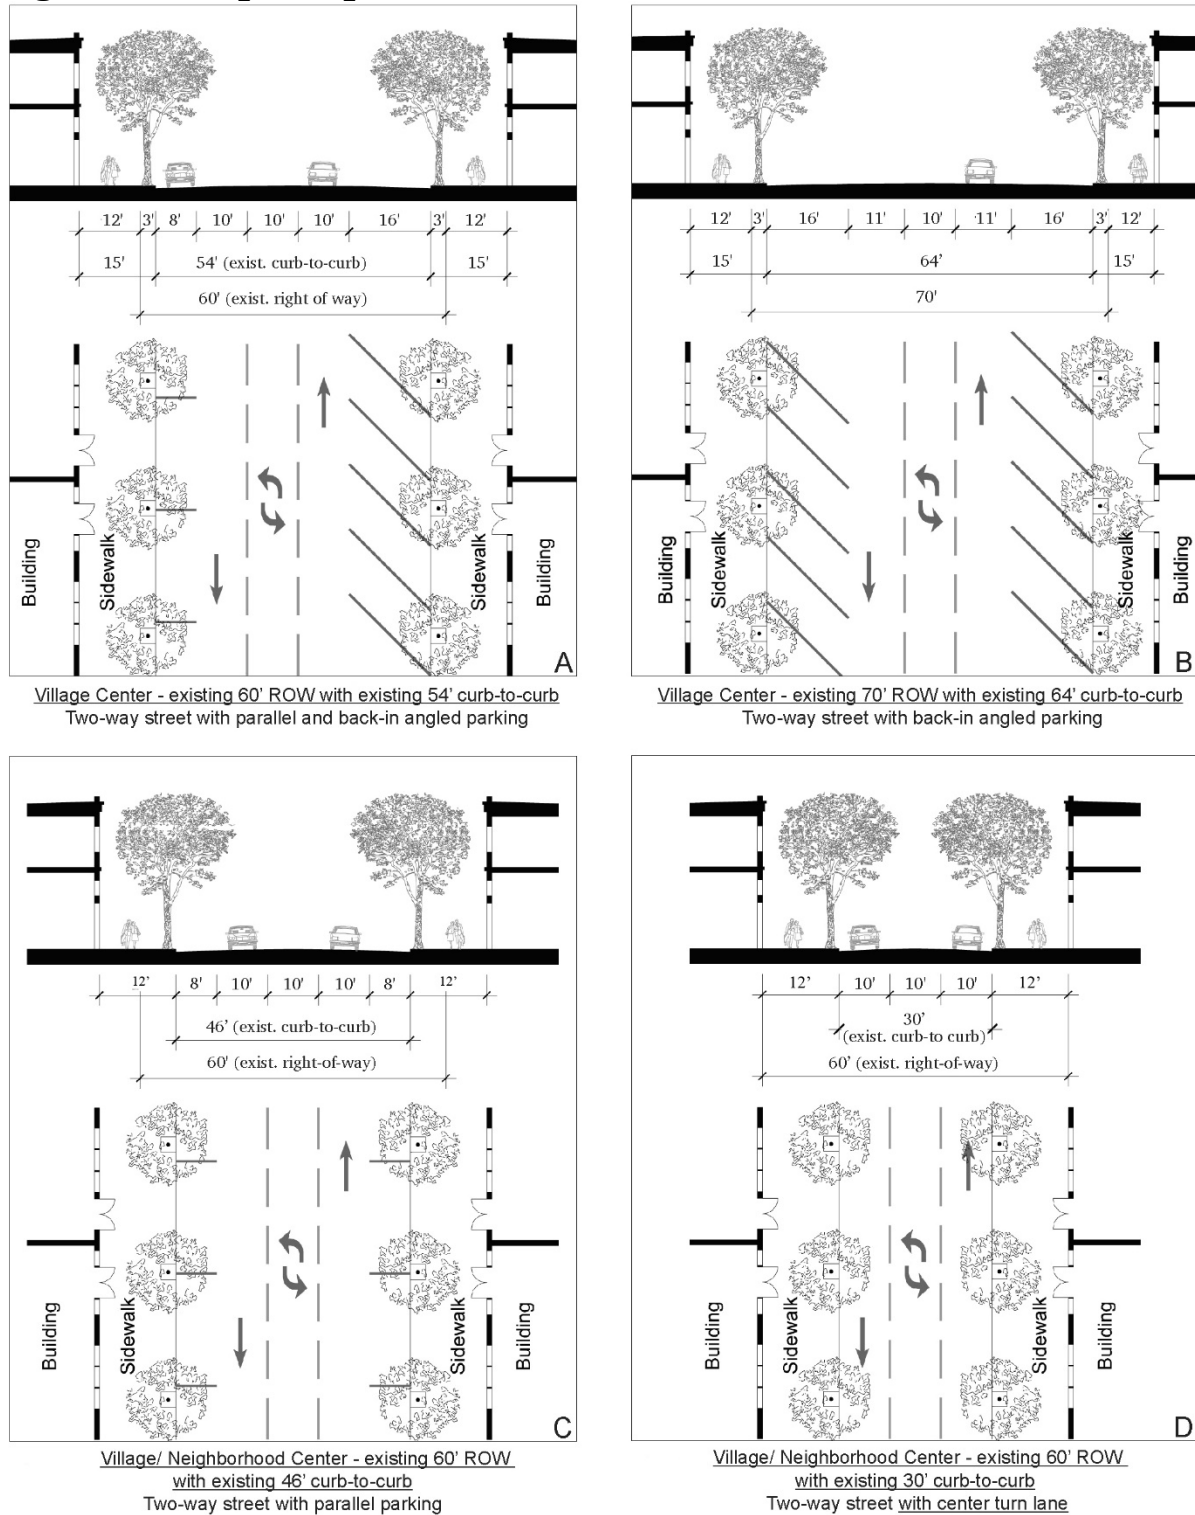 12' 3' 8' 10' 10' 10' 16' 3' 12'
15' 54' (exist. curb-to-curb) 15'
60' (exist. right of way)
Building
Sidewalk
Sidewalk
Building
A
Village Center - existing 60' ROW with existing 54' curb-to-curb
Two-way street with parallel and back-in angled parking
12' 3' 16' 11' 10' 11' 16' 3' 12'
15' 64' 15'
70'
Building
Sidewalk
Sidewalk
Building
B
Village Center - existing 70' ROW with existing 64' curb-to-curb
Two-way street with back-in angled parking
12' 8' 10' 10' 10' 8' 12'
46' (exist. curb-to-curb)
60' (exist. right-of-way)
Building
Sidewalk
Sidewalk
Building
C
Village/ Neighborhood Center - existing 60' ROW
with existing 46' curb-to-curb
Two-way street with parallel parking
12' 10' 10' 10' 12'
30'
(exist. curb-to curb)
60' (exist. right-of-way)
Building
Sidewalk
Sidewalk
Building
D
Village/ Neighborhood Center - existing 60' ROW
with existing 30' curb-to-curb
Two-way street with center turn lane